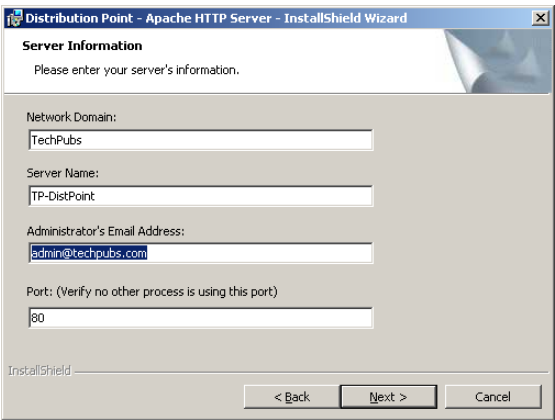 Distribution Point - Apache HTTP Server - InstallShield Wizard
Server Information
Please enter your server's information.
Network Domain:
TechPubs
Server Name:
TP-DistPoint
Administrator's Email Address:
admin@techpubs.com
Port: (Verify no other process is using this port)
80
InstallShield
< Back Next > Cancel